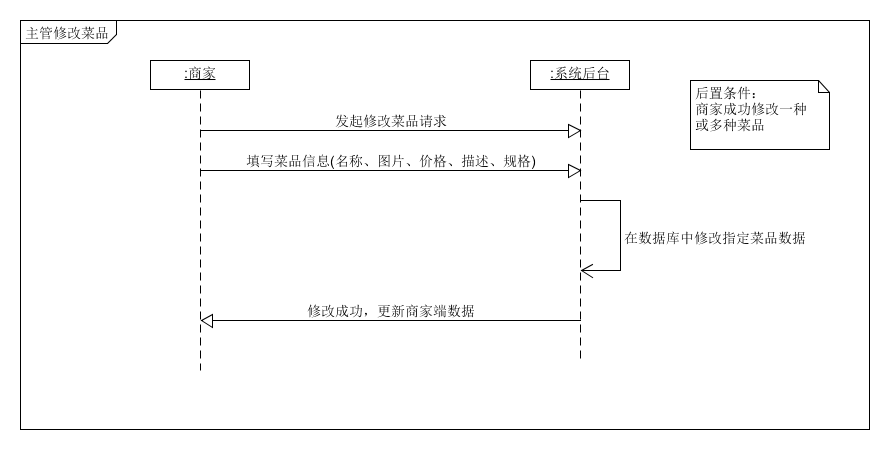 主管修改菜品
:商家
:系统后台
后置条件：
商家成功修改一种
或多种菜品
发起修改菜品请求
填写菜品信息(名称、图片、价格、描述、规格)
在数据库中修改指定菜品数据
修改成功，更新商家端数据